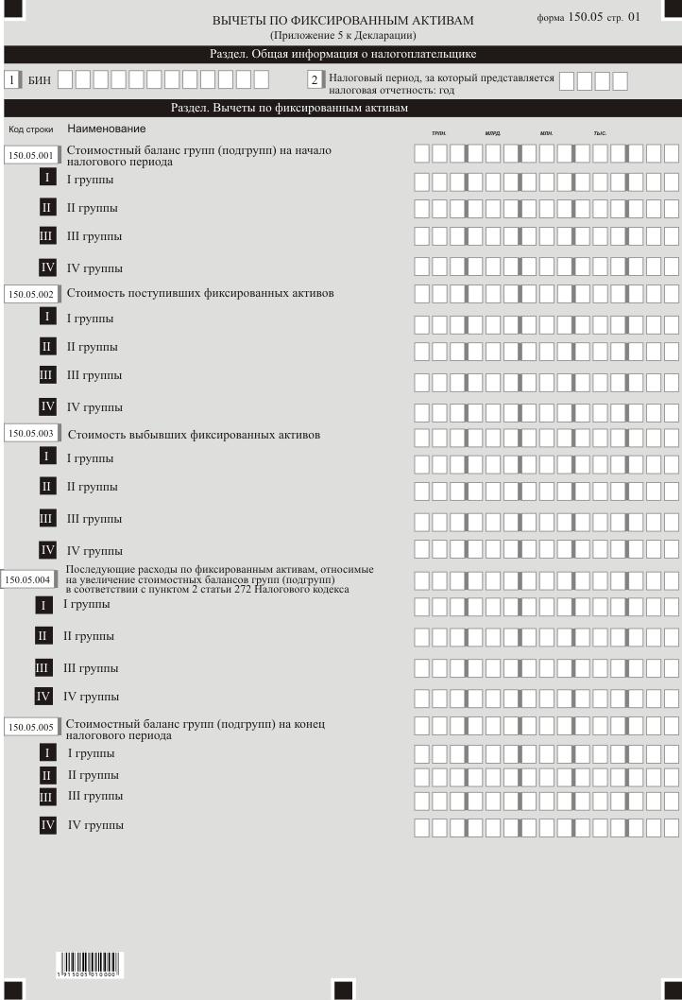 ВЫЧЕТЫ ПО ФИКСИРОВАННЫМ АКТИВАМ
форма 150.05 стр. 01
(Приложение 5 к Декларации)
Раздел. Общая информация о налогоплательщике
1 БИН
2 Налоговый период, за который представляется
налоговая отчетность: год
Раздел. Вычеты по фиксированным активам
Код строки Наименование
ТРЛН. МЛРД. МЛН. ТЫС.
150.05.001 Стоимостный баланс групп (подгрупп) на начало
налогового периода
I I группы
II II группы
III III группы
IV IV группы
150.05.002 Стоимость поступивших фиксированных активов
I I группы
II II группы
III III группы
IV IV группы
150.05.003 Стоимость выбывших фиксированных активов
I I группы
II II группы
III III группы
IV IV группы
150.05.004 Последующие расходы по фиксированным активам, относимые
на увеличение стоимостных балансов групп (подгрупп)
в соответствии с пунктом 2 статьи 272 Налогового кодекса
I I группы
II II группы
III III группы
IV IV группы
150.05.005 Стоимостный баланс групп (подгрупп) на конец
налогового периода
I I группы
II II группы
III III группы
IV IV группы
1 915005 010000